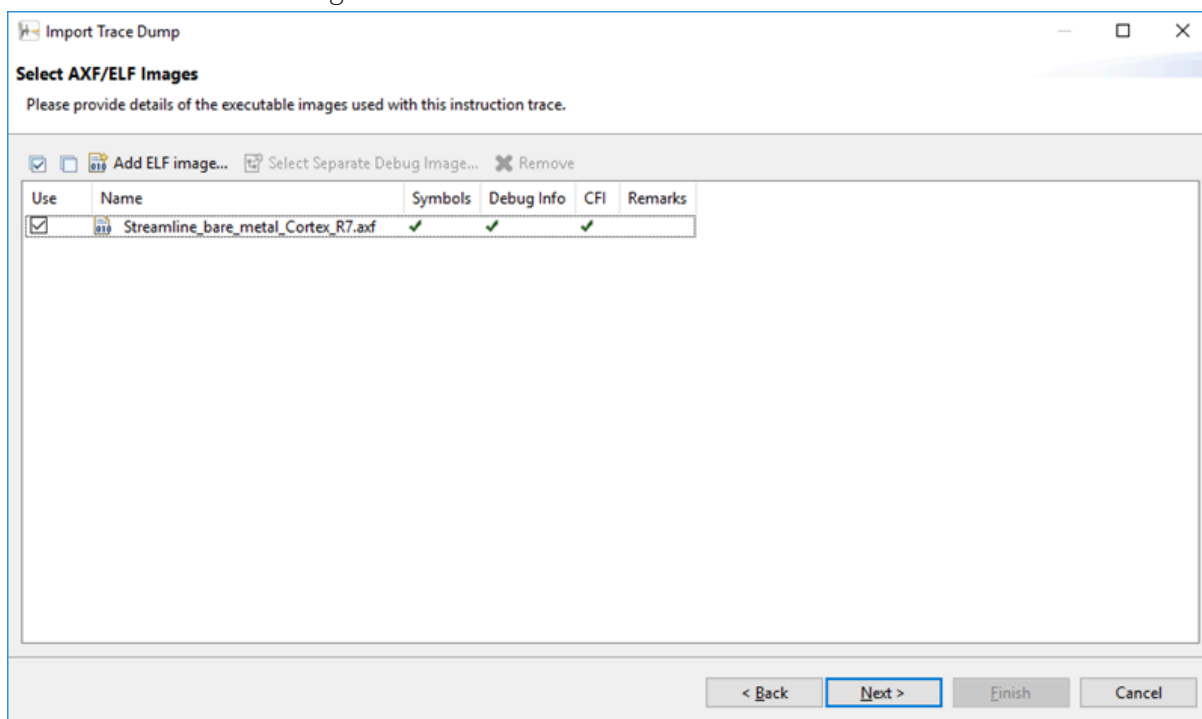 Import Trace Dump
Select AXF/ELF Images
Please provide details of the executable images used with this instruction trace.
Add ELF image... Select Separate Debug Image... Remove
Use Name Symbols Debug Info CFI Remarks
Streamline_bare_metal_Cortex_R7.axf
< Back Next > Finish Cancel